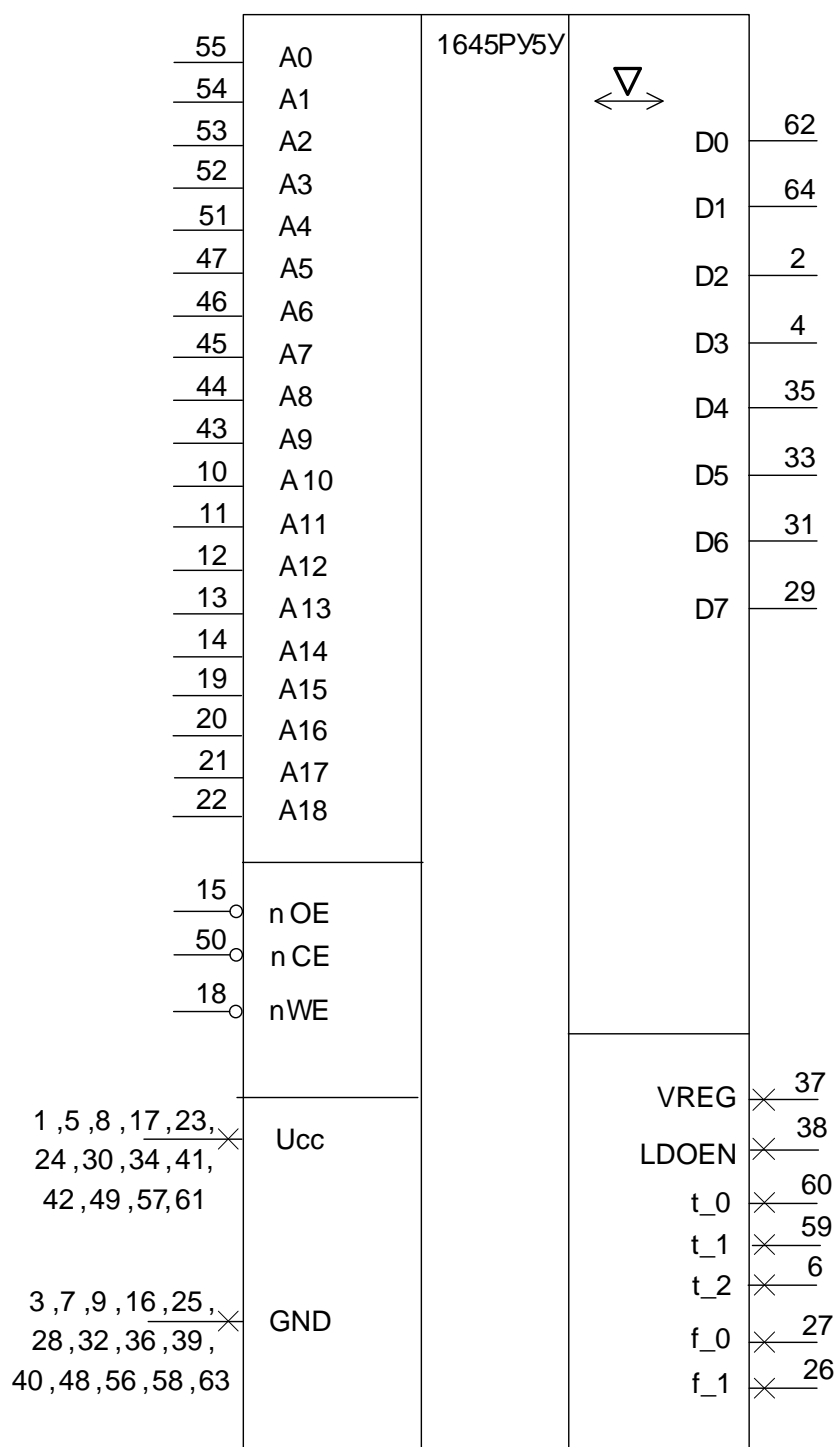 1645РУ5У
55 A0
54 A1
53 A2
52 A3
51 A4
47 A5
46 A6
45 A7
44 A8
43 A9
10 A10
11 A11
12 A12
13 A13
14 A14
19 A15
20 A16
21 A17
22 A18
15 nOE
50 nCE
18 nWE
1,5,8,17,23,
24,30,34,41,
42,49,57,61
Ucc
3,7,9,16,25,
28,32,36,39,
40,48,56,58,63
GND
D0 62
D1 64
D2 2
D3 4
D4 35
D5 33
D6 31
D7 29
VREG 37
LDOEN 38
t_0 60
t_1 59
t_2 6
f_0 27
f_1 26